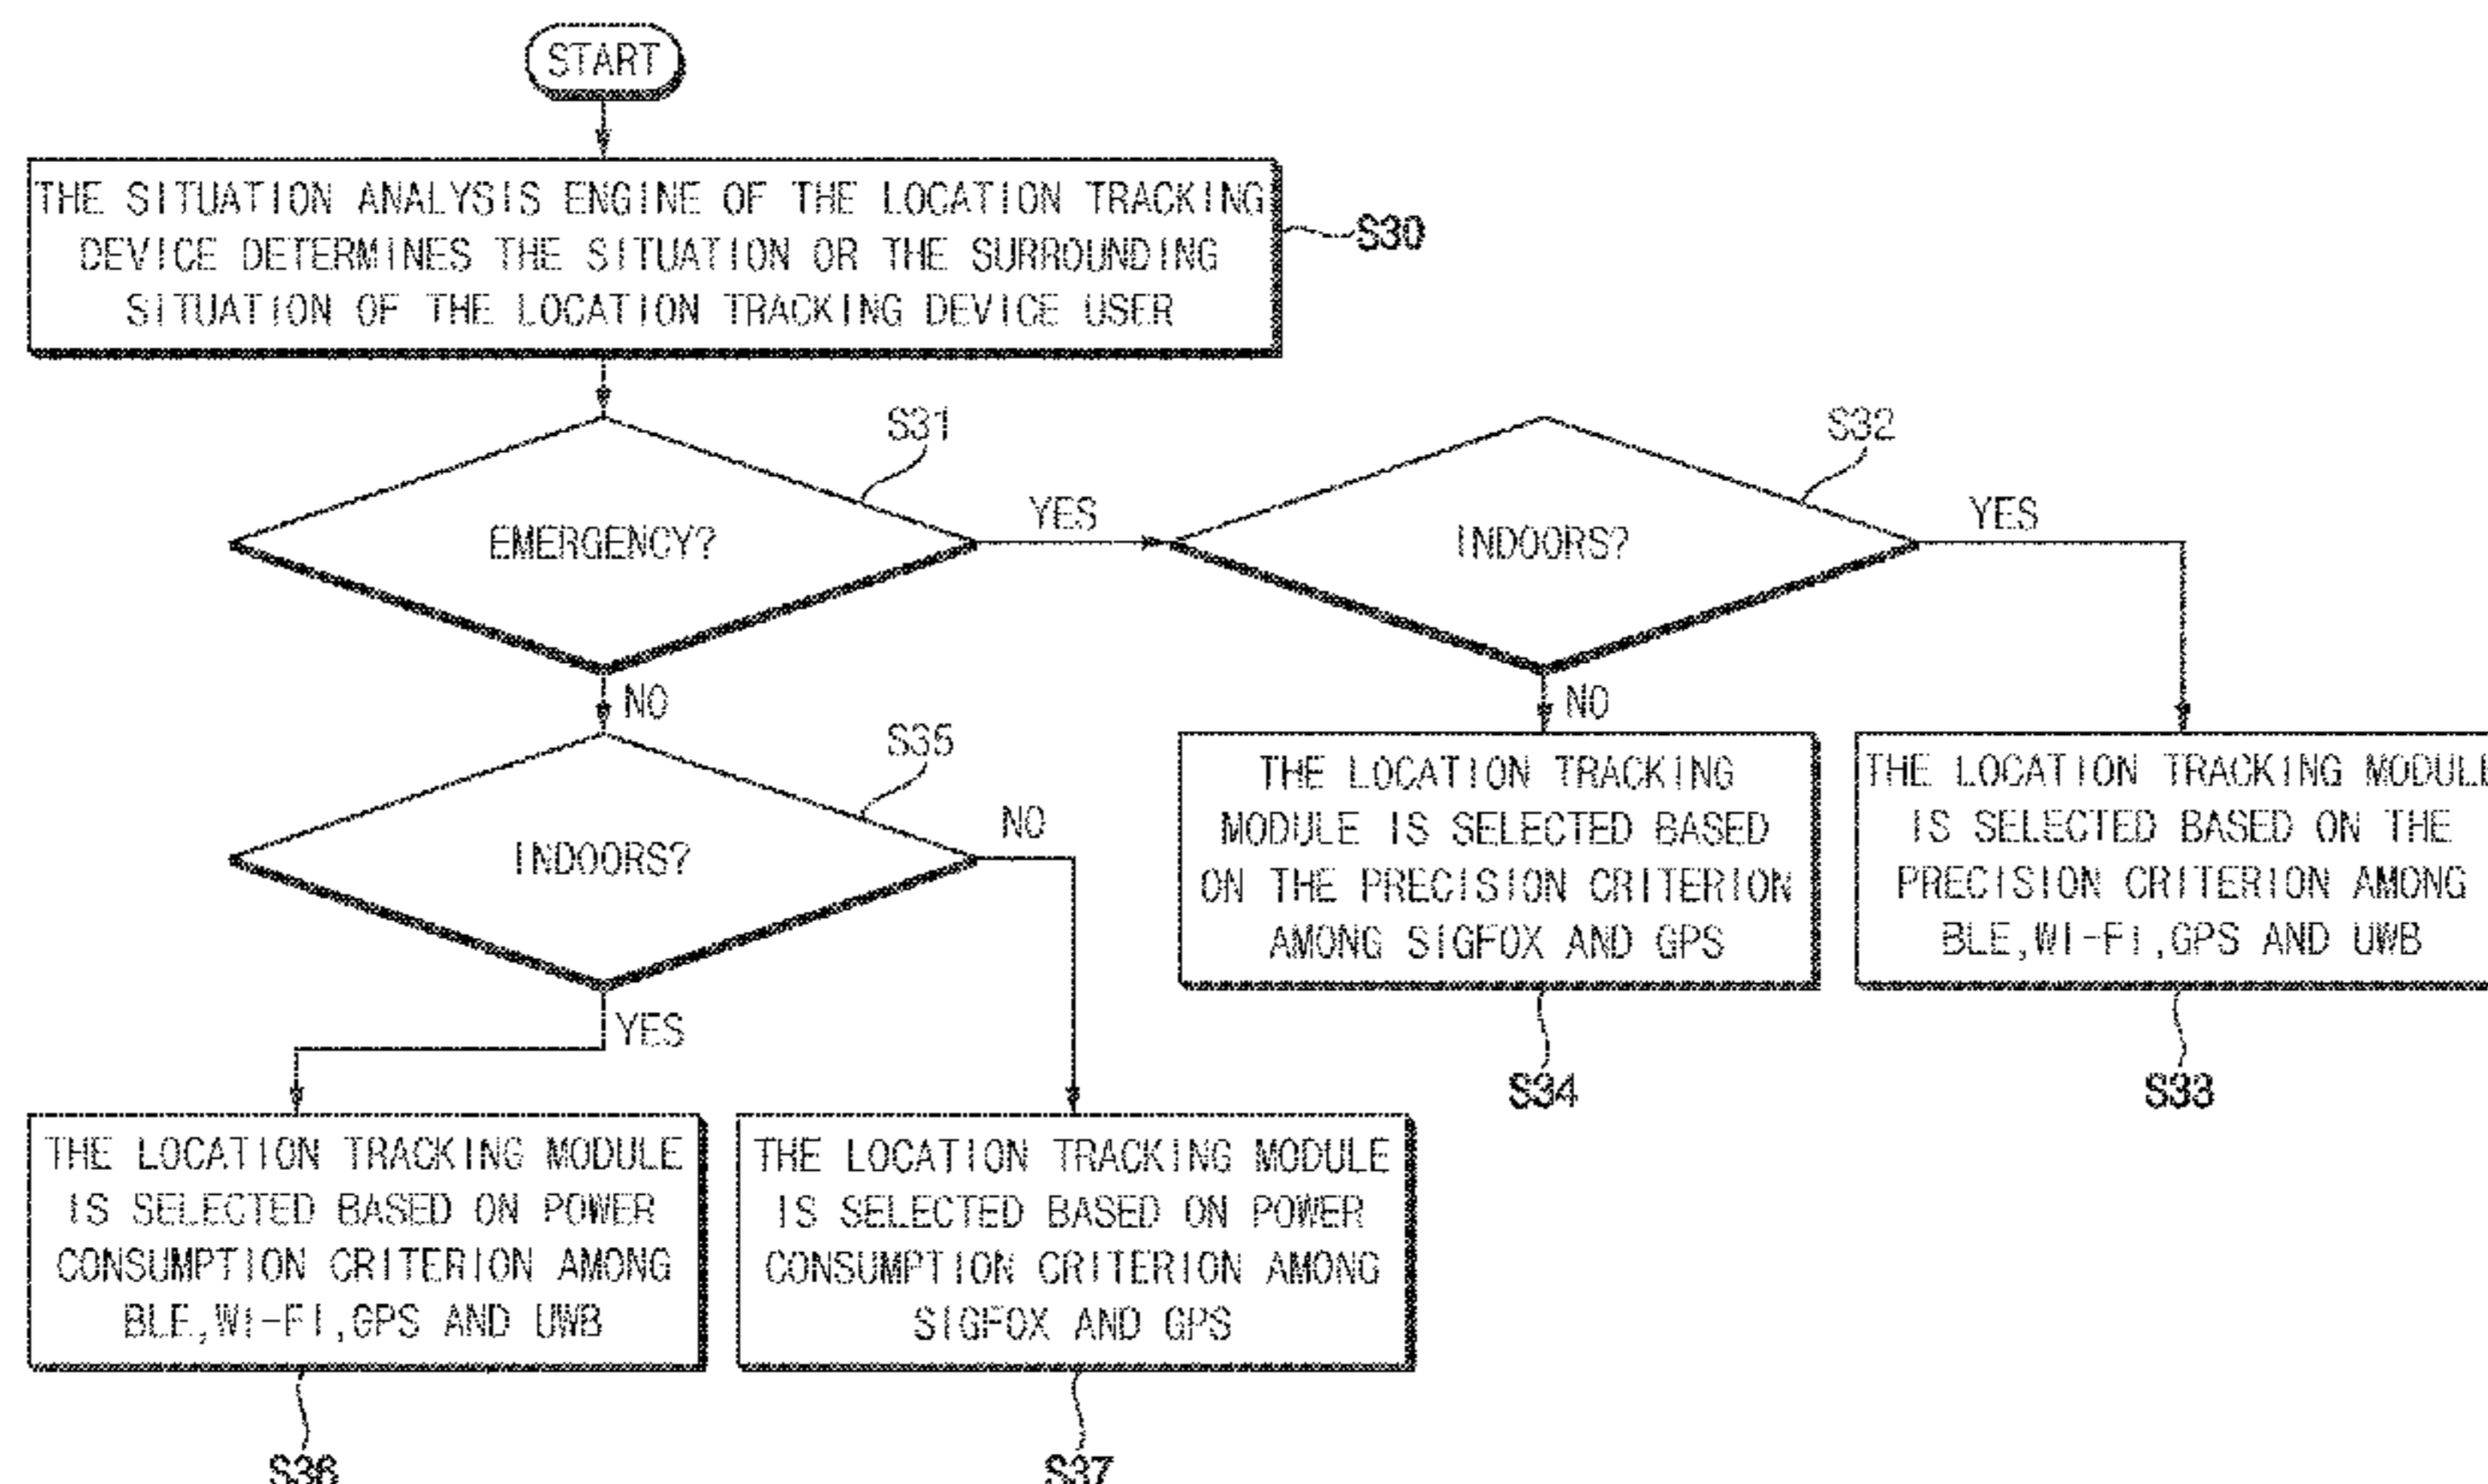 START
THE SITUATION ANALYSIS ENGINE OF THE LOCATION TRACKING
DEVICE DETERMINES THE SITUATION OR THE SURROUNDING
SITUATION OF THE LOCATION TRACKING DEVICE USER
S30
S31
EMERGENCY?
YES
NO
S32
INDOORS?
YES
NO
S35
INDOORS?
NO
YES
THE LOCATION TRACKING
MODULE IS SELECTED BASED
ON THE PRECISION CRITERION
AMONG SIGFOX AND GPS
S34
THE LOCATION TRACKING MODULE
IS SELECTED BASED ON THE
PRECISION CRITERION AMONG
BLE,WI-FI,GPS AND UWB
S33
THE LOCATION TRACKING MODULE
IS SELECTED BASED ON POWER
CONSUMPTION CRITERION AMONG
BLE,WI-FI,GPS AND UWB
S36
THE LOCATION TRACKING MODULE
IS SELECTED BASED ON POWER
CONSUMPTION CRITERION AMONG
SIGFOX AND GPS
S37